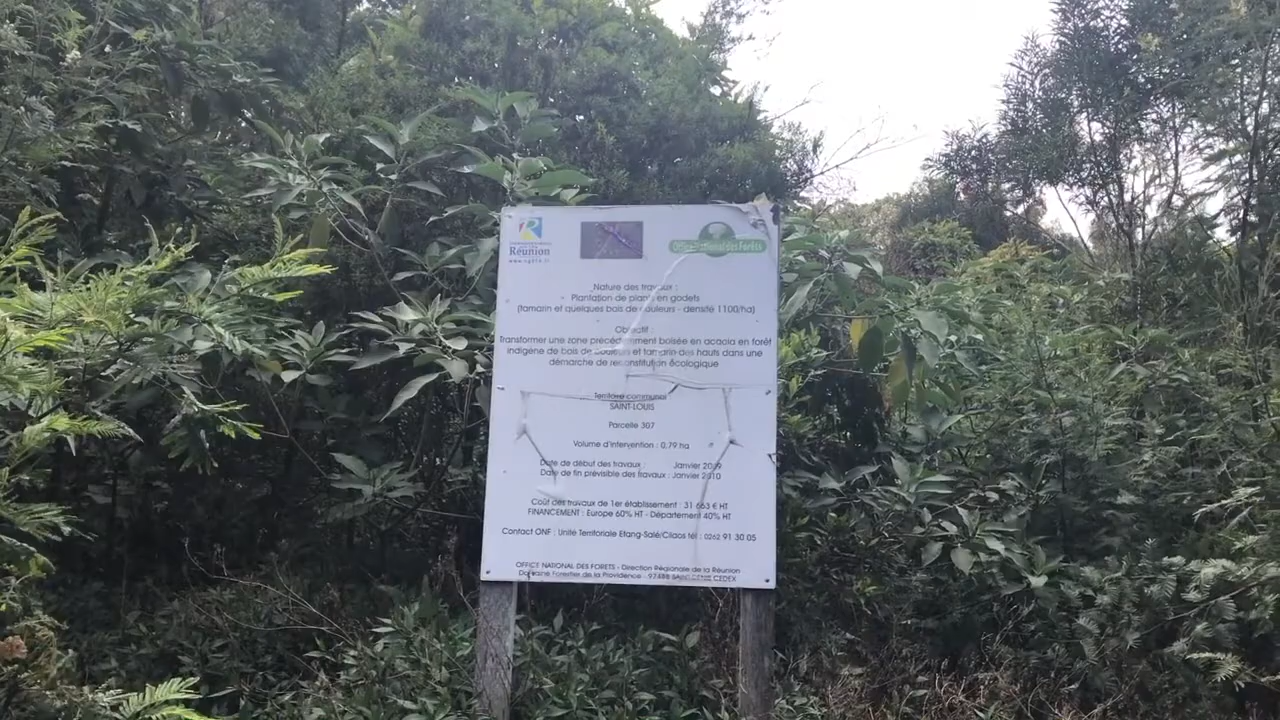 Réunion
Office National des Forêts
Nature des travaux :
Plantation de plants en godets
(tamarin et quelques bois de couleurs - densité 1100/ha)
Objectif :
Transformer une zone précédemment boisée en acacia en forêt
indigène de bois de couleurs et tamarin des hauts dans une
démarche de reconstitution écologique
Territoire communal
SAINT-LOUIS
Parcelle 307
Volume d'intervention : 0,79 ha
Date de début des travaux : Janvier 2009
Date de fin prévisible des travaux : Janvier 2010
Coût des travaux de 1er établissement : 31 663 € HT
FINANCEMENT : Europe 60% HT - Département 40% HT
Contact ONF : Unité Territoriale Etang-Salé/Cilaos tél : 0262 91 30 05
OFFICE NATIONAL DES FORETS - Direction Régionale de la Réunion
Domaine Forestier de la Providence - 97488 SAINT DENIS CEDEX